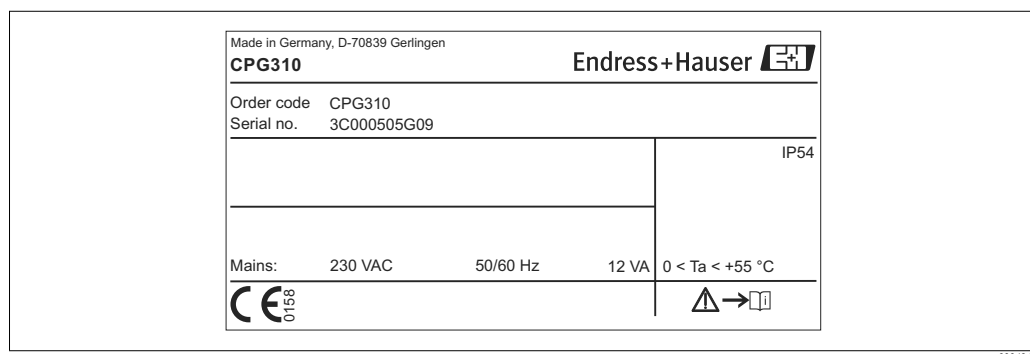 Made in Germany, D-70839 Gerlingen
CPG310
Endress+Hauser
Order code CPG310
Serial no. 3C000505G09
IP54
Mains: 230 VAC 50/60 Hz 12 VA 0 < Ta < +55 °C
CE 0158